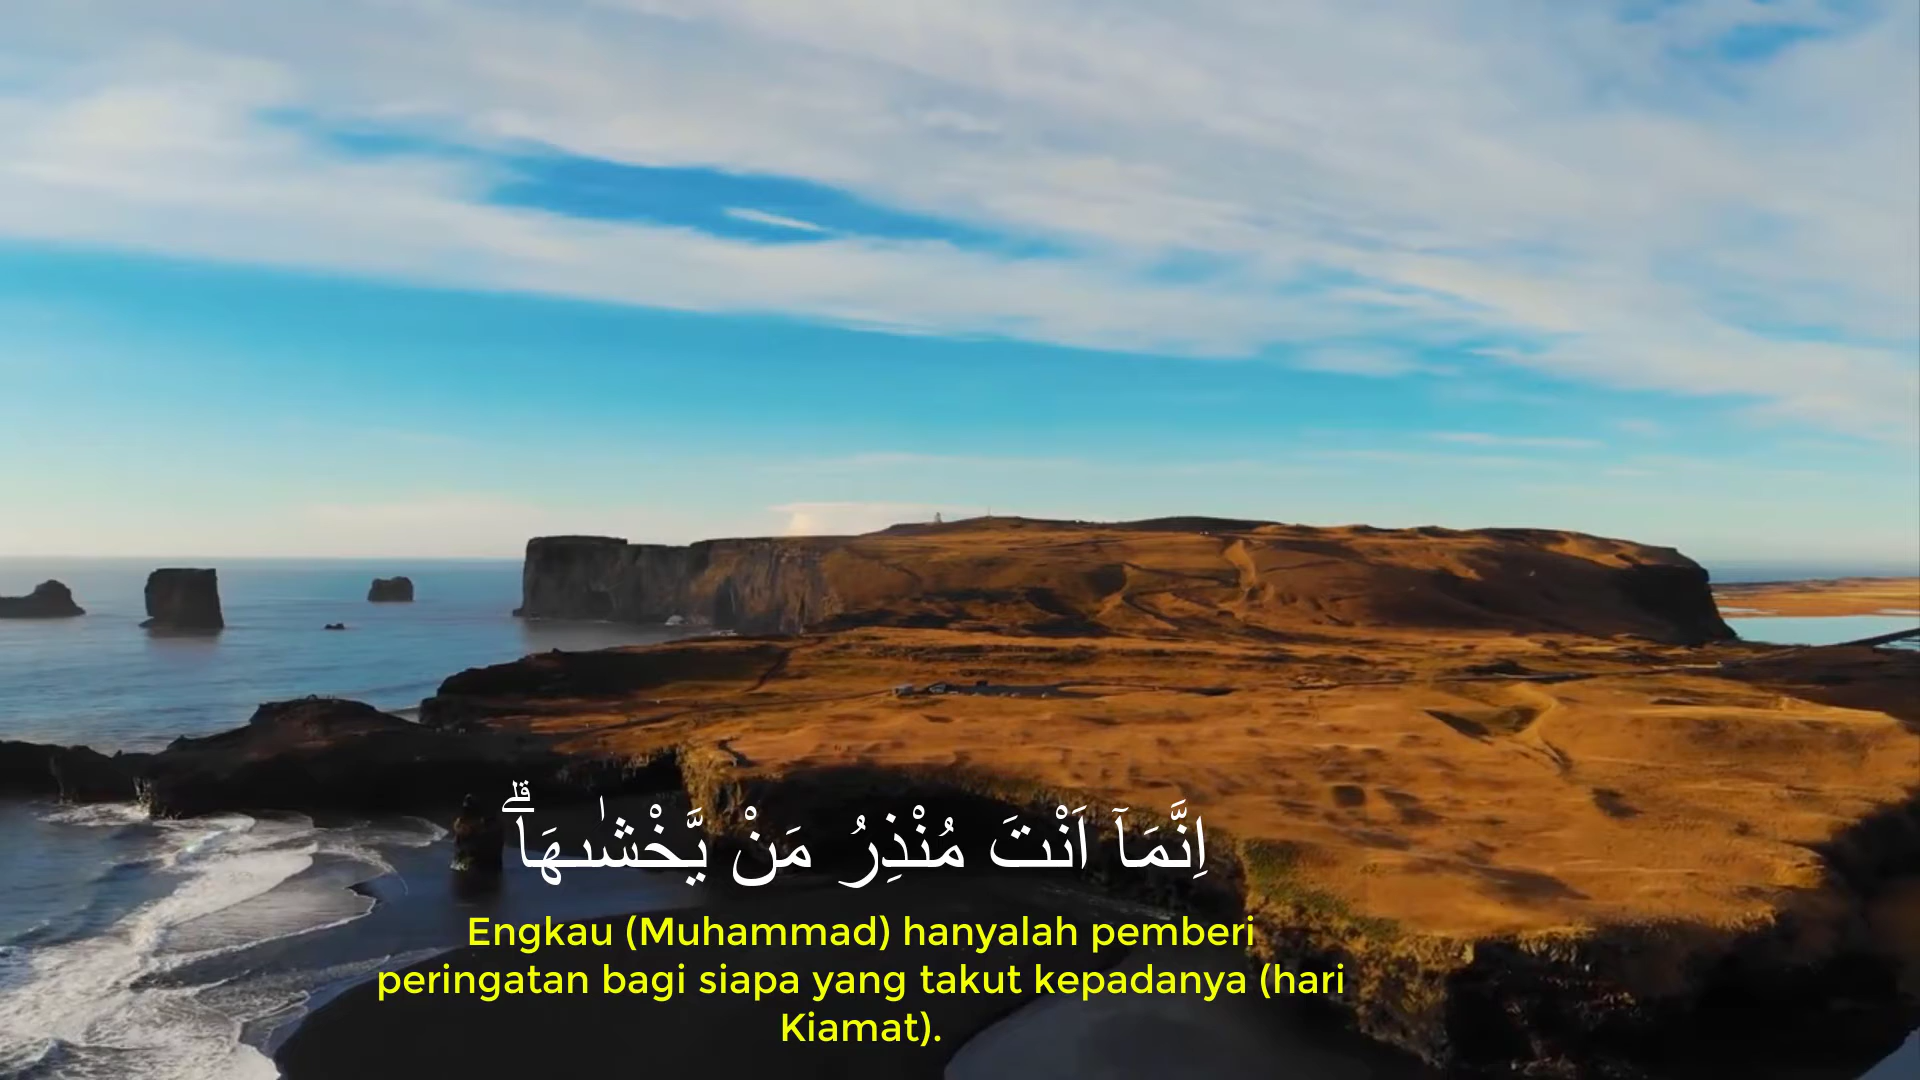 اِنَّمَآ اَنْتَ مُنْذِرُ مَنْ يَّخْشٰىهَاۗ
Engkau (Muhammad) hanyalah pemberi
peringatan bagi siapa yang takut kepadanya (hari
Kiamat).